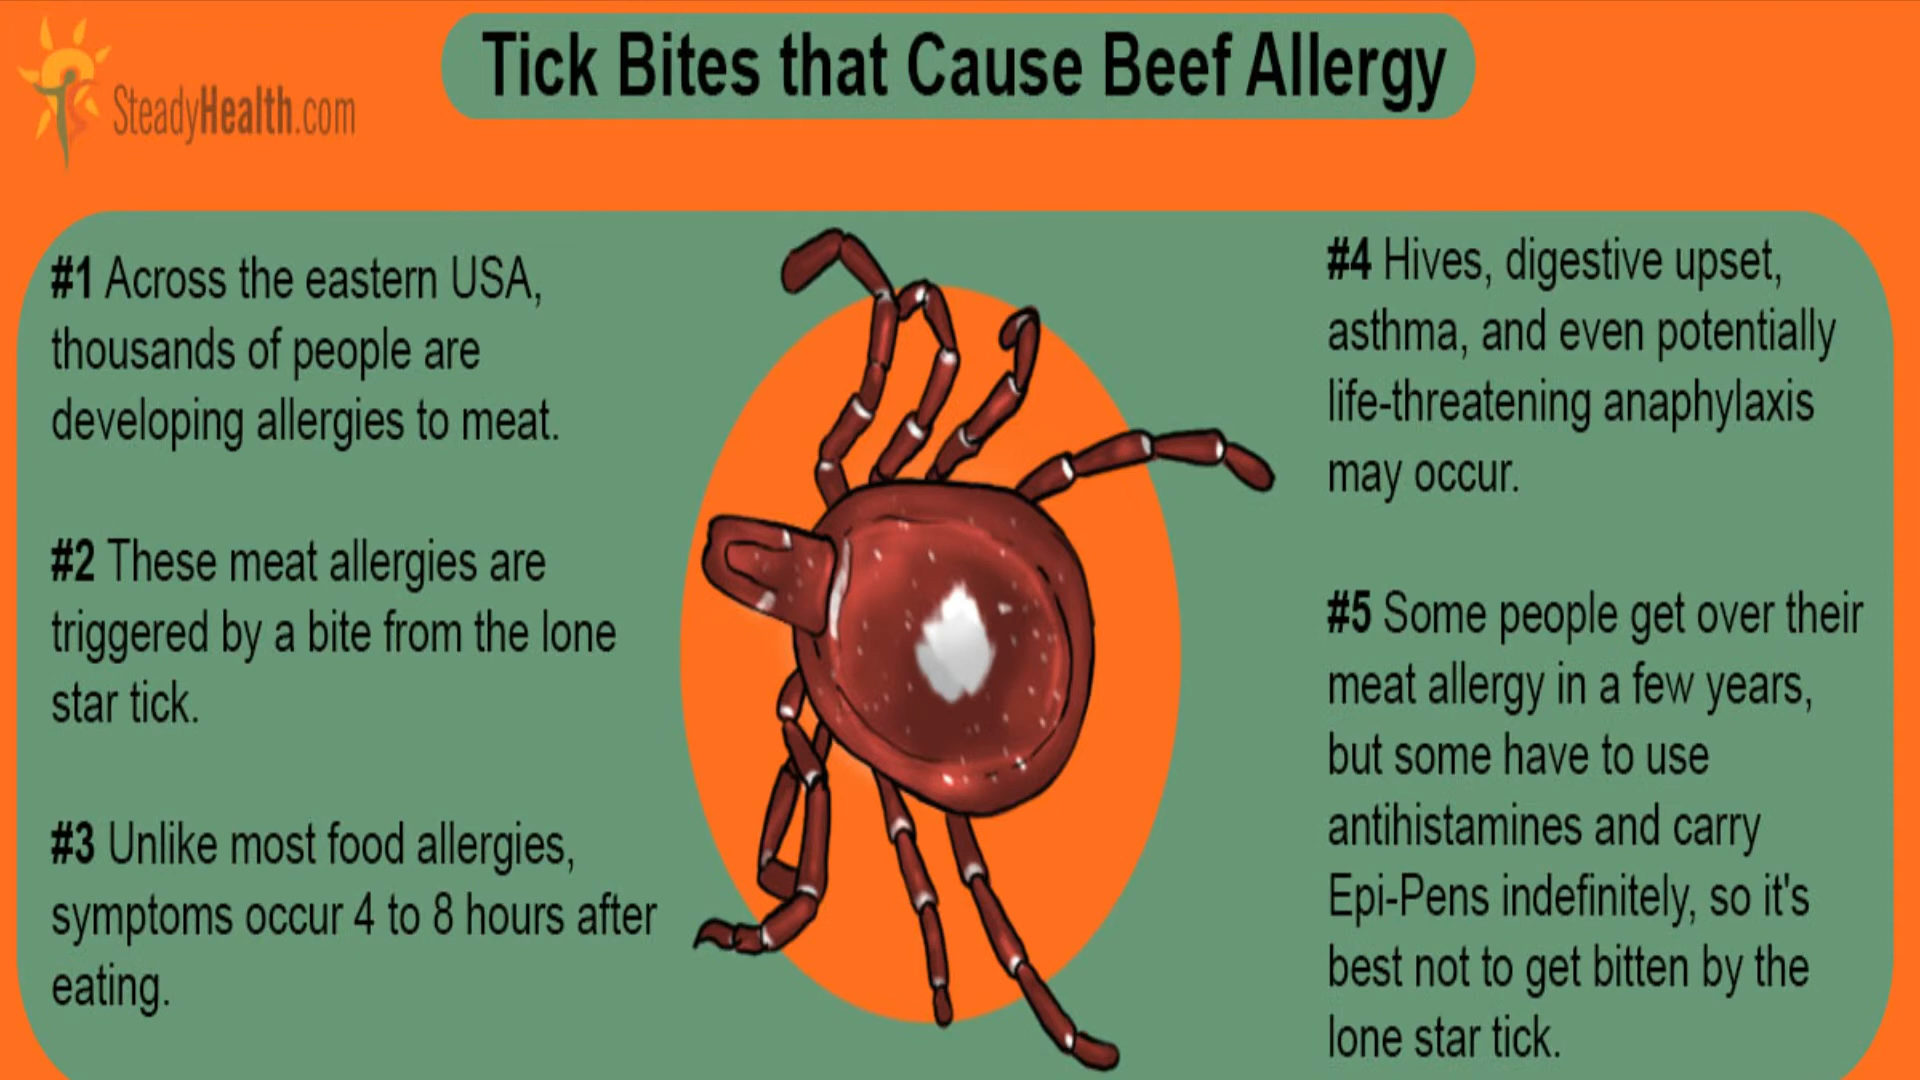 SteadyHealth.com
Tick Bites that Cause Beef Allergy
#1 Across the eastern USA,
thousands of people are
developing allergies to meat.
#2 These meat allergies are
triggered by a bite from the lone
star tick.
#3 Unlike most food allergies,
symptoms occur 4 to 8 hours after
eating.
#4 Hives, digestive upset,
asthma, and even potentially
life-threatening anaphylaxis
may occur.
#5 Some people get over their
meat allergy in a few years,
but some have to use
antihistamines and carry
Epi-Pens indefinitely, so it's
best not to get bitten by the
lone star tick.